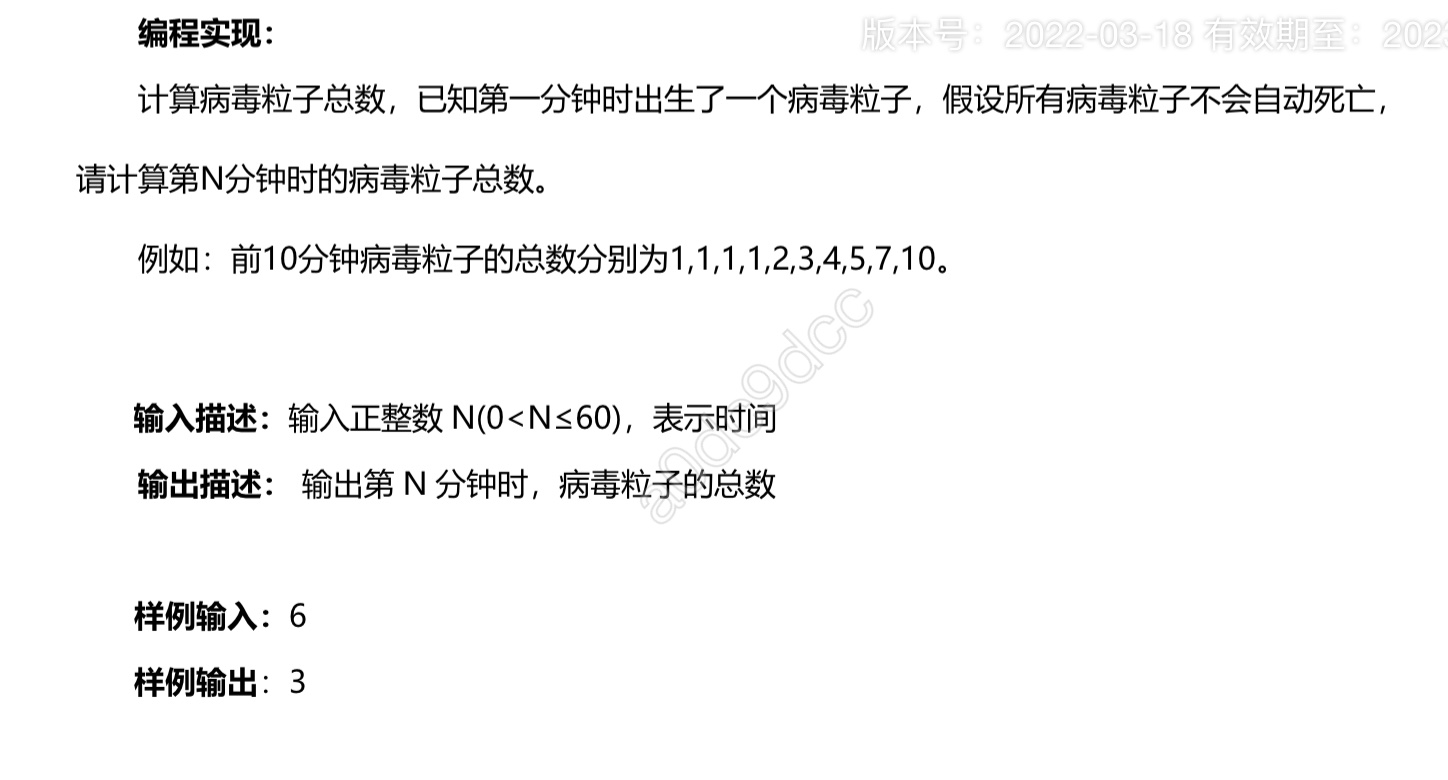 编程实现：
版本号：2022-03-18 有效期至：202
计算病毒粒子总数，已知第一分钟时出生了一个病毒粒子，假设所有病毒粒子不会自动死亡，
请计算第N分钟时的病毒粒子总数。
例如：前10分钟病毒粒子的总数分别为1,1,1,1,2,3,4,5,7,10。
a0dc9dcc
输入描述：输入正整数 N(0<N≤60)，表示时间
输出描述： 输出第 N 分钟时，病毒粒子的总数
样例输入：6
样例输出：3